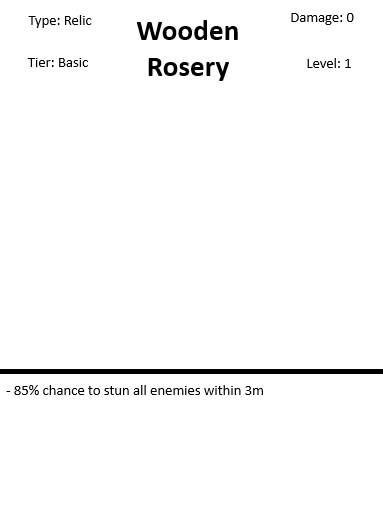 Type: Relic
Wooden
Rosery
Damage: 0
Tier: Basic
Level: 1
- 85% chance to stun all enemies within 3m